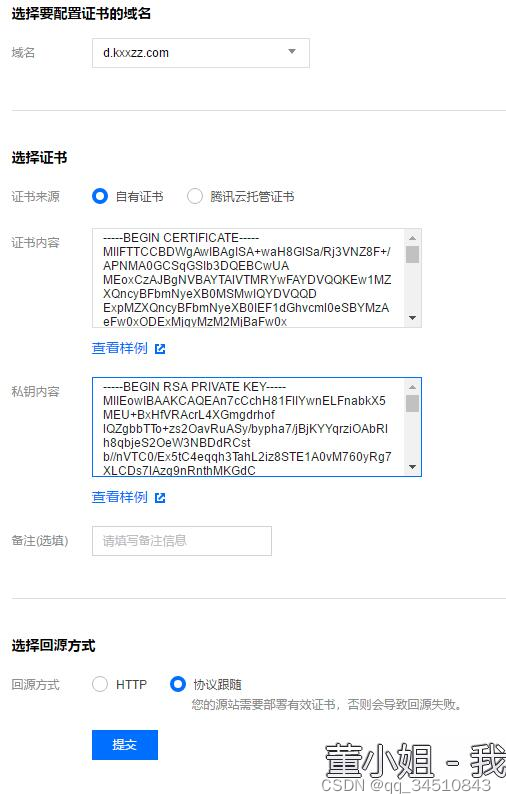 选择要配置证书的域名
域名 d.kxxzz.com
选择证书
证书来源 自有证书 腾讯云托管证书
证书内容 -----BEGIN CERTIFICATE-----
MIIFTTCCBDWgAwIBAgISA+waH8GlSa/Rj3VNZ8F+/
APNMA0GCSqGSIb3DQEBCwUA
MEoxCzAJBgNVBAYTAlVTMRYwFAYDVQQKEw1MZ
XQncyBFbmNyeXB0MSMwIQYDVQQD
ExpMZXQncyBFbmNyeXB0IEF1dGhvcml0eSBYMzA
eFw0xODExMjgyMzM2MjBaFw0x
查看样例
私钥内容 -----BEGIN RSA PRIVATE KEY-----
MIIEowIBAAKCAQEAn7cCchH81FIIYwnELFnabkX5
MEU+BxHfVRAcrL4XGmgdrhof
IQZgbbTTo+zs2OavRuASy/bypha7/jBjKYYqrziOAbRI
h8qbjeS2OeW3NBDdRCst
b//nVTC0/Ex5tC4eqqh3TahL2iz8STE1A0vM760yRg7
XLCDs7IAzg9nRnthMKGdC
查看样例
备注(选填) 请填写备注信息
选择回源方式
回源方式 HTTP 协议跟随
您的源站需要部署有效证书，否则会导致回源失败。
提交
董小姐 - 我
CSDN @qq_34510843